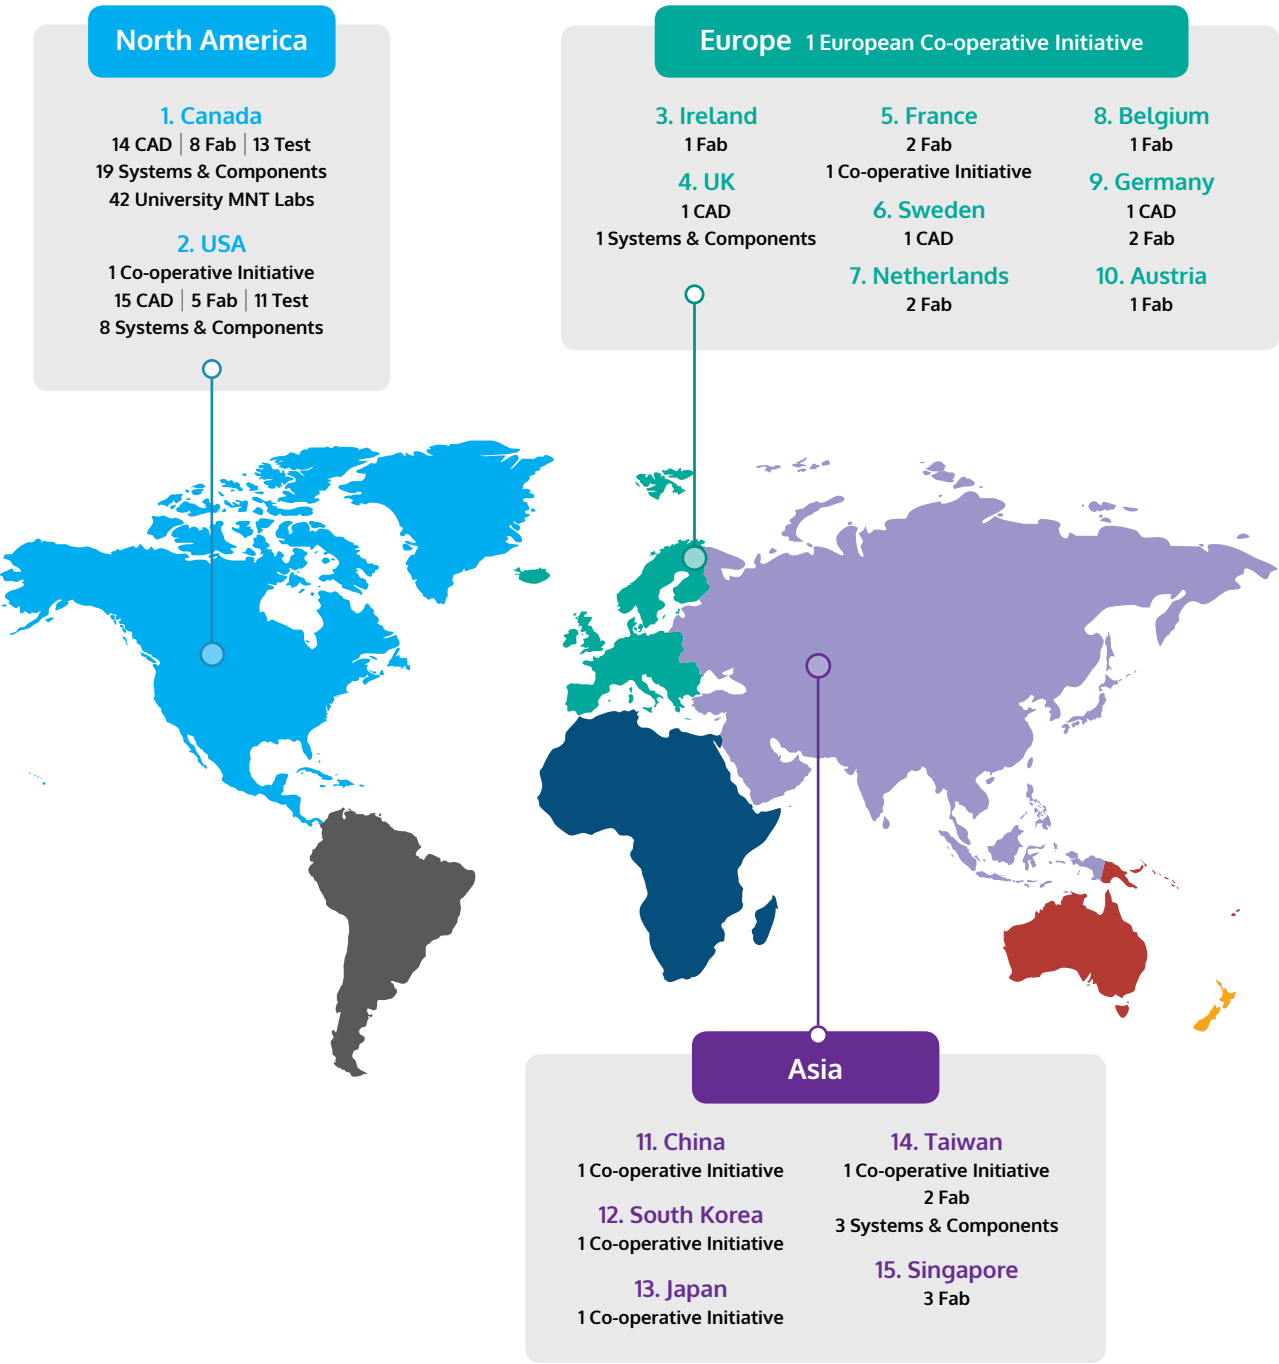 North America
1. Canada
14 CAD | 8 Fab | 13 Test
19 Systems & Components
42 University MNT Labs
2. USA
1 Co-operative Initiative
15 CAD | 5 Fab | 11 Test
8 Systems & Components
Europe 1 European Co-operative Initiative
3. Ireland
1 Fab
4. UK
1 CAD
1 Systems & Components
5. France
2 Fab
1 Co-operative Initiative
6. Sweden
1 CAD
7. Netherlands
2 Fab
8. Belgium
1 Fab
9. Germany
1 CAD
2 Fab
10. Austria
1 Fab
Asia
11. China
1 Co-operative Initiative
12. South Korea
1 Co-operative Initiative
13. Japan
1 Co-operative Initiative
14. Taiwan
1 Co-operative Initiative
2 Fab
3 Systems & Components
15. Singapore
3 Fab